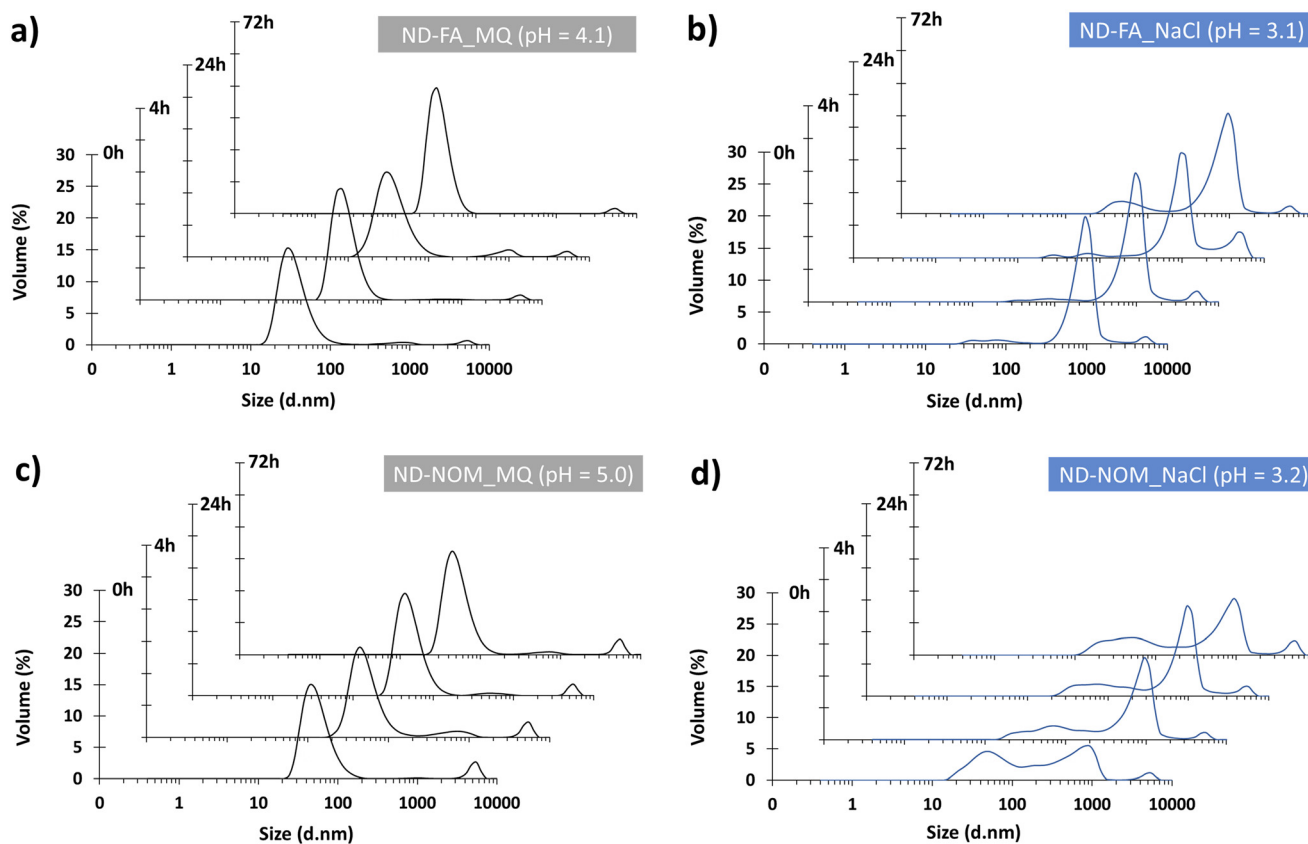 a)
72h
ND-FA_MQ (pH = 4.1)
24h
4h
0h
30
25
20
15
10
5
0
Volume (%)
0 1 10 100 1000 10000
Size (d.nm)
b)
72h
ND-FA_NaCl (pH = 3.1)
24h
4h
0h
30
25
20
15
10
5
0
Volume (%)
0 1 10 100 1000 10000
Size (d.nm)
c)
72h
ND-NOM_MQ (pH = 5.0)
24h
4h
0h
30
25
20
15
10
5
0
Volume (%)
0 1 10 100 1000 10000
Size (d.nm)
d)
72h
ND-NOM_NaCl (pH = 3.2)
24h
4h
0h
30
25
20
15
10
5
0
Volume (%)
0 1 10 100 1000 10000
Size (d.nm)